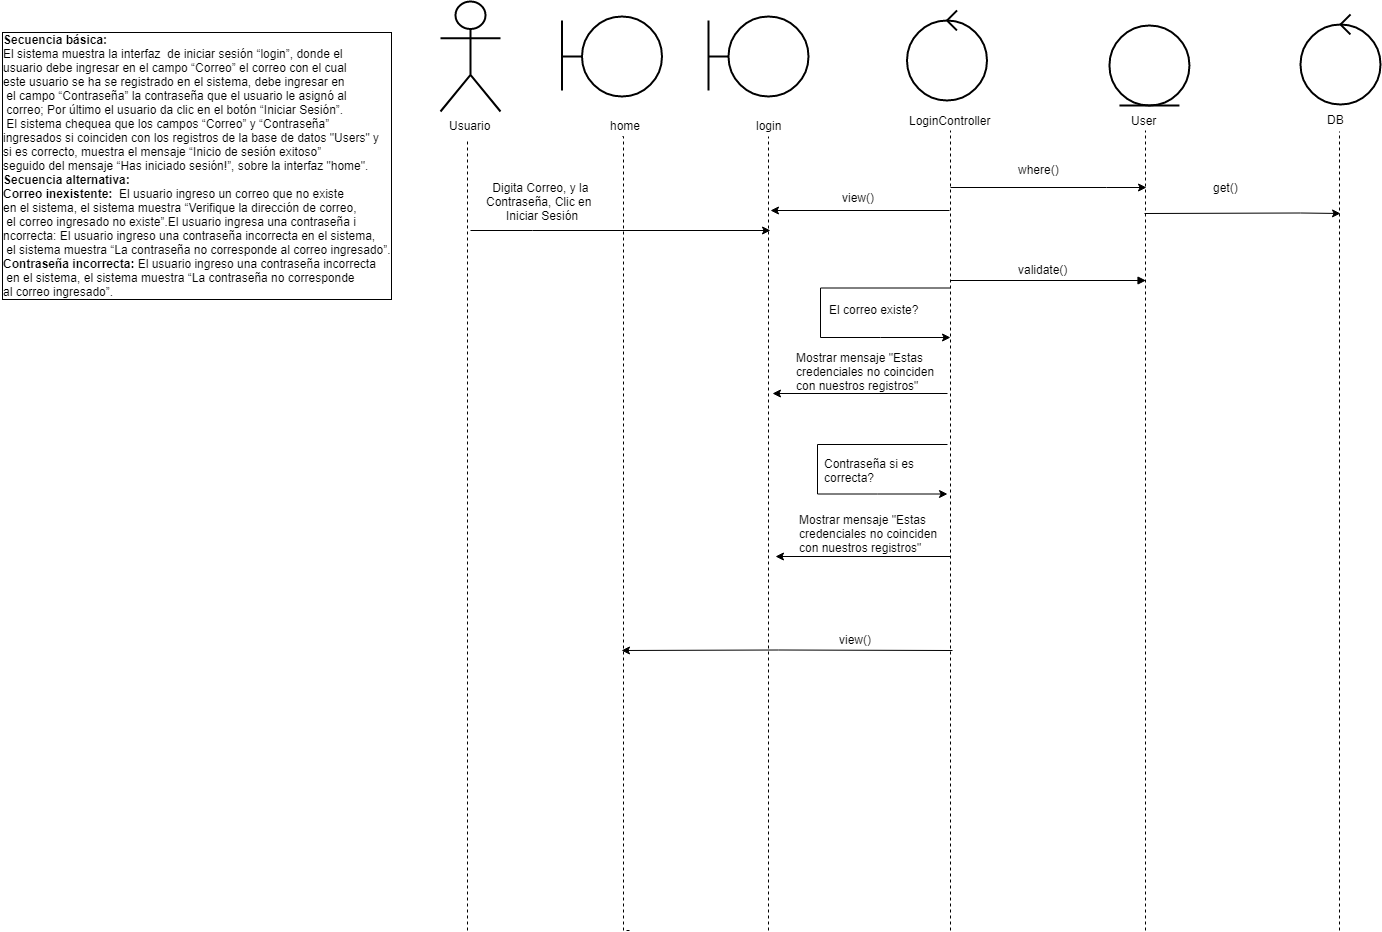 Secuencia básica:
El sistema muestra la interfaz  de iniciar sesión “login”, donde el
usuario debe ingresar en el campo “Correo” el correo con el cual
este usuario se ha se registrado en el sistema, debe ingresar en
el campo “Contraseña” la contraseña que el usuario le asignó al
correo; Por último el usuario da clic en el botón “Iniciar Sesión”.
El sistema chequea que los campos “Correo” y “Contraseña”
ingresados si coinciden con los registros de la base de datos "Users" y
si es correcto, muestra el mensaje “Inicio de sesión exitoso”
seguido del mensaje “Has iniciado sesión!”, sobre la interfaz "home".
Secuencia alternativa:
Correo inexistente:  El usuario ingreso un correo que no existe
en el sistema, el sistema muestra “Verifique la dirección de correo,
el correo ingresado no existe”.El usuario ingresa una contraseña i
ncorrecta: El usuario ingreso una contraseña incorrecta en el sistema,
el sistema muestra “La contraseña no corresponde al correo ingresado”.
Contraseña incorrecta: El usuario ingreso una contraseña incorrecta
en el sistema, el sistema muestra “La contraseña no corresponde
al correo ingresado”.
Usuario
home
login
LoginController
User
DB
Digita Correo, y la
Contraseña, Clic en
Iniciar Sesión
view()
where()
get()
validate()
El correo existe?
Mostrar mensaje "Estas
credenciales no coinciden
con nuestros registros"
Contraseña si es
correcta?
Mostrar mensaje "Estas
credenciales no coinciden
con nuestros registros"
view()